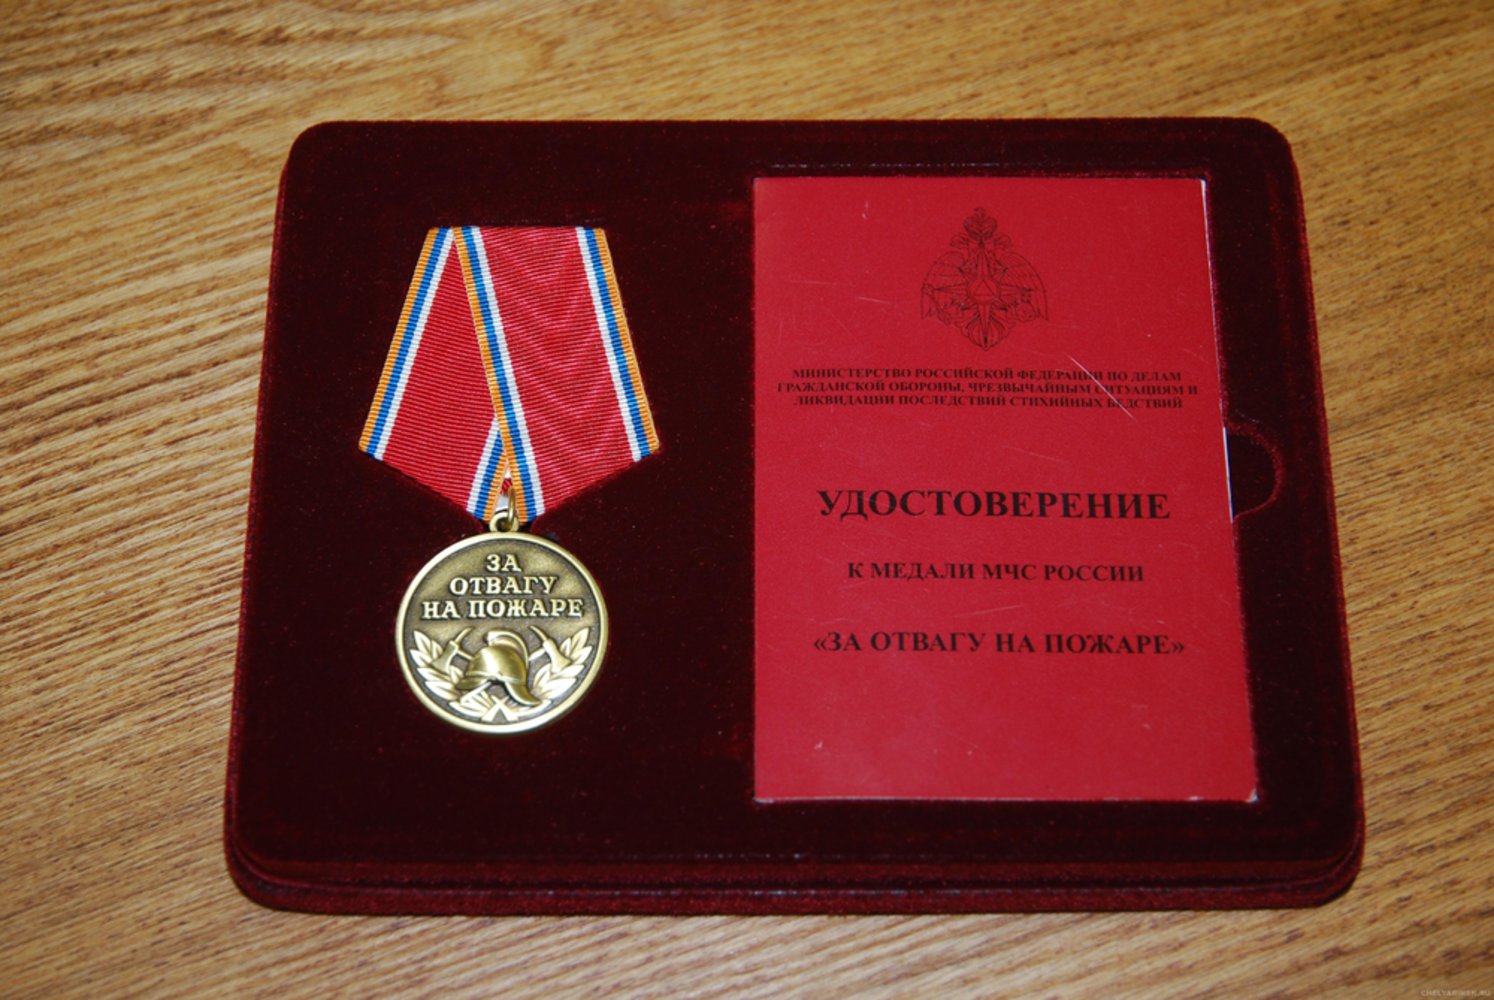 ЗА
ОТВАГУ
НА ПОЖАРЕ
МИНИСТЕРСТВО РОССИЙСКОЙ ФЕДЕРАЦИИ ПО ДЕЛАМ
ГРАЖДАНСКОЙ ОБОРОНЫ, ЧРЕЗВЫЧАЙНЫМ СИТУАЦИЯМ И
ЛИКВИДАЦИИ ПОСЛЕДСТВИЙ СТИХИЙНЫХ БЕДСТВИЙ
УДОСТОВЕРЕНИЕ
К МЕДАЛИ МЧС РОССИИ
«ЗА ОТВАГУ НА ПОЖАРЕ»